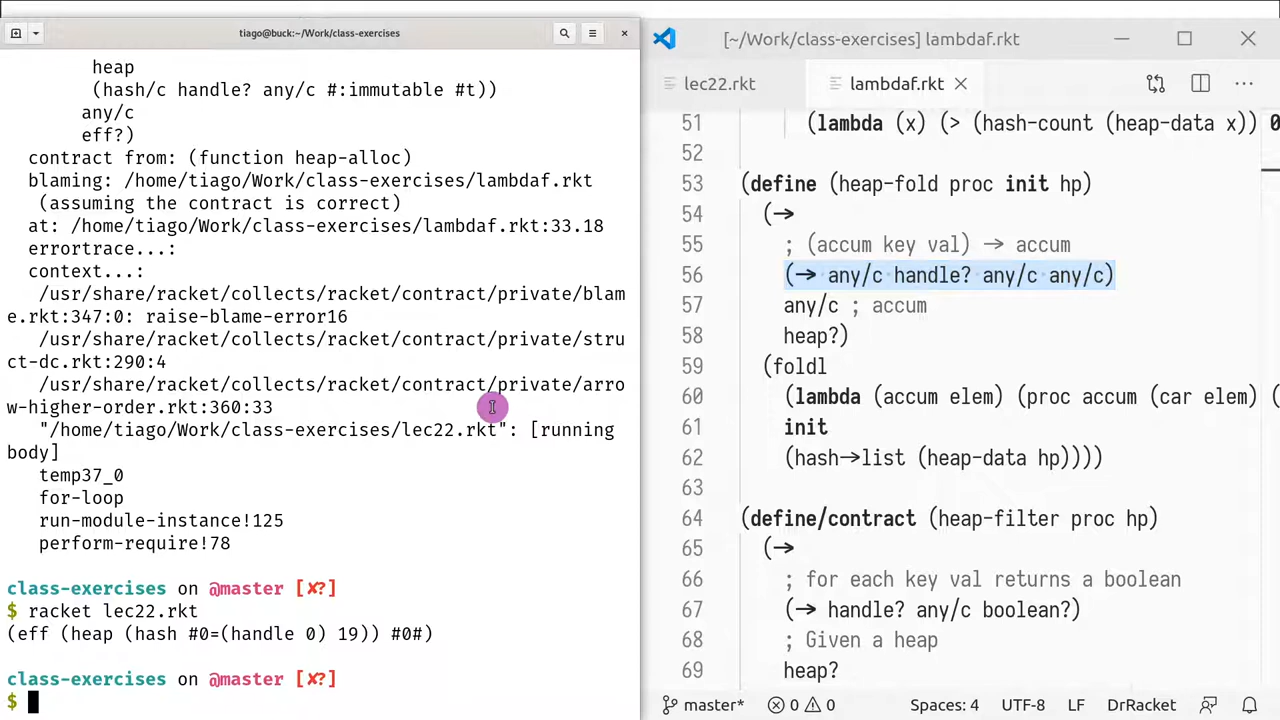 tiago@buck:~/Work/class-exercises
heap
(hash/c handle? any/c #:immutable #t))
any/c
eff?)
contract from: (function heap-alloc)
blaming: /home/tiago/Work/class-exercises/lambdaf.rkt
(assuming the contract is correct)
at: /home/tiago/Work/class-exercises/lambdaf.rkt:33.18
errortrace...:
context...:
/usr/share/racket/collects/racket/contract/private/blam
e.rkt:347:0: raise-blame-error16
/usr/share/racket/collects/racket/contract/private/stru
ct-dc.rkt:290:4
/usr/share/racket/collects/racket/contract/private/arro
w-higher-order.rkt:360:33
"/home/tiago/Work/class-exercises/lec22.rkt": [running
body]
temp37_0
for-loop
run-module-instance!125
perform-require!78
class-exercises on @master [✘?]
$ racket lec22.rkt
(eff (heap (hash #0=(handle 0) 19)) #0#)
class-exercises on @master [✘?]
$
[~/Work/class-exercises] lambdaf.rkt
lec22.rkt
lambdaf.rkt
51 (lambda (x) (> (hash-count (heap-data x)) 0
52
53 (define (heap-fold proc init hp)
54 (→
55 ; (accum key val) → accum
56 (→ any/c handle? any/c any/c)
57 any/c ; accum
58 heap?)
59 (foldl
60 (lambda (accum elem) (proc accum (car elem) (
61 init
62 (hash→list (heap-data hp))))
63
64 (define/contract (heap-filter proc hp)
65 (→
66 ; for each key val returns a boolean
67 (→ handle? any/c boolean?)
68 ; Given a heap
69 heap?
master* 0 0 Spaces: 4 UTF-8 LF DrRacket